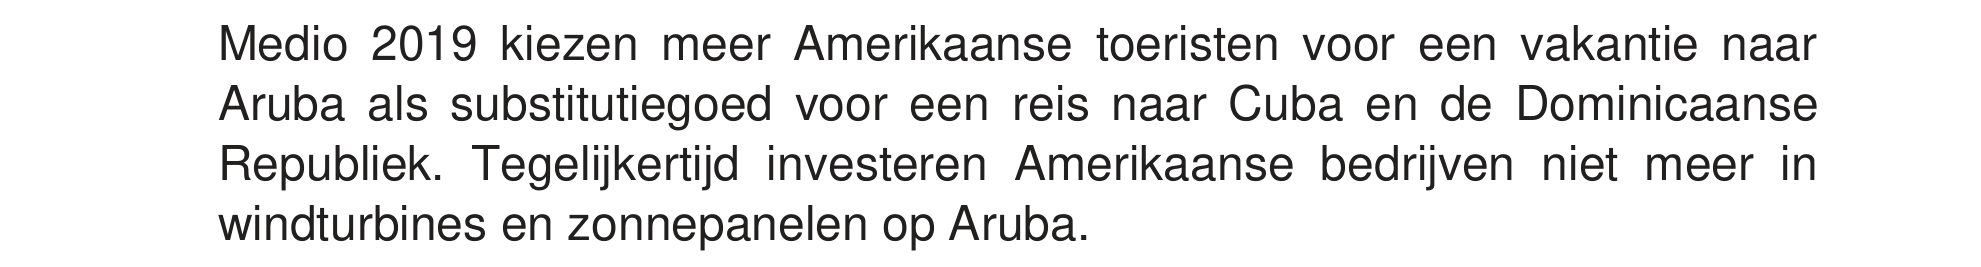 Medio 2019 kiezen meer Amerikaanse toeristen voor een vakantie naar
Aruba als substitutiegoed voor een reis naar Cuba en de Dominicaanse
Republiek. Tegelijkertijd investeren Amerikaanse bedrijven niet meer in
windturbines en zonnepanelen op Aruba.